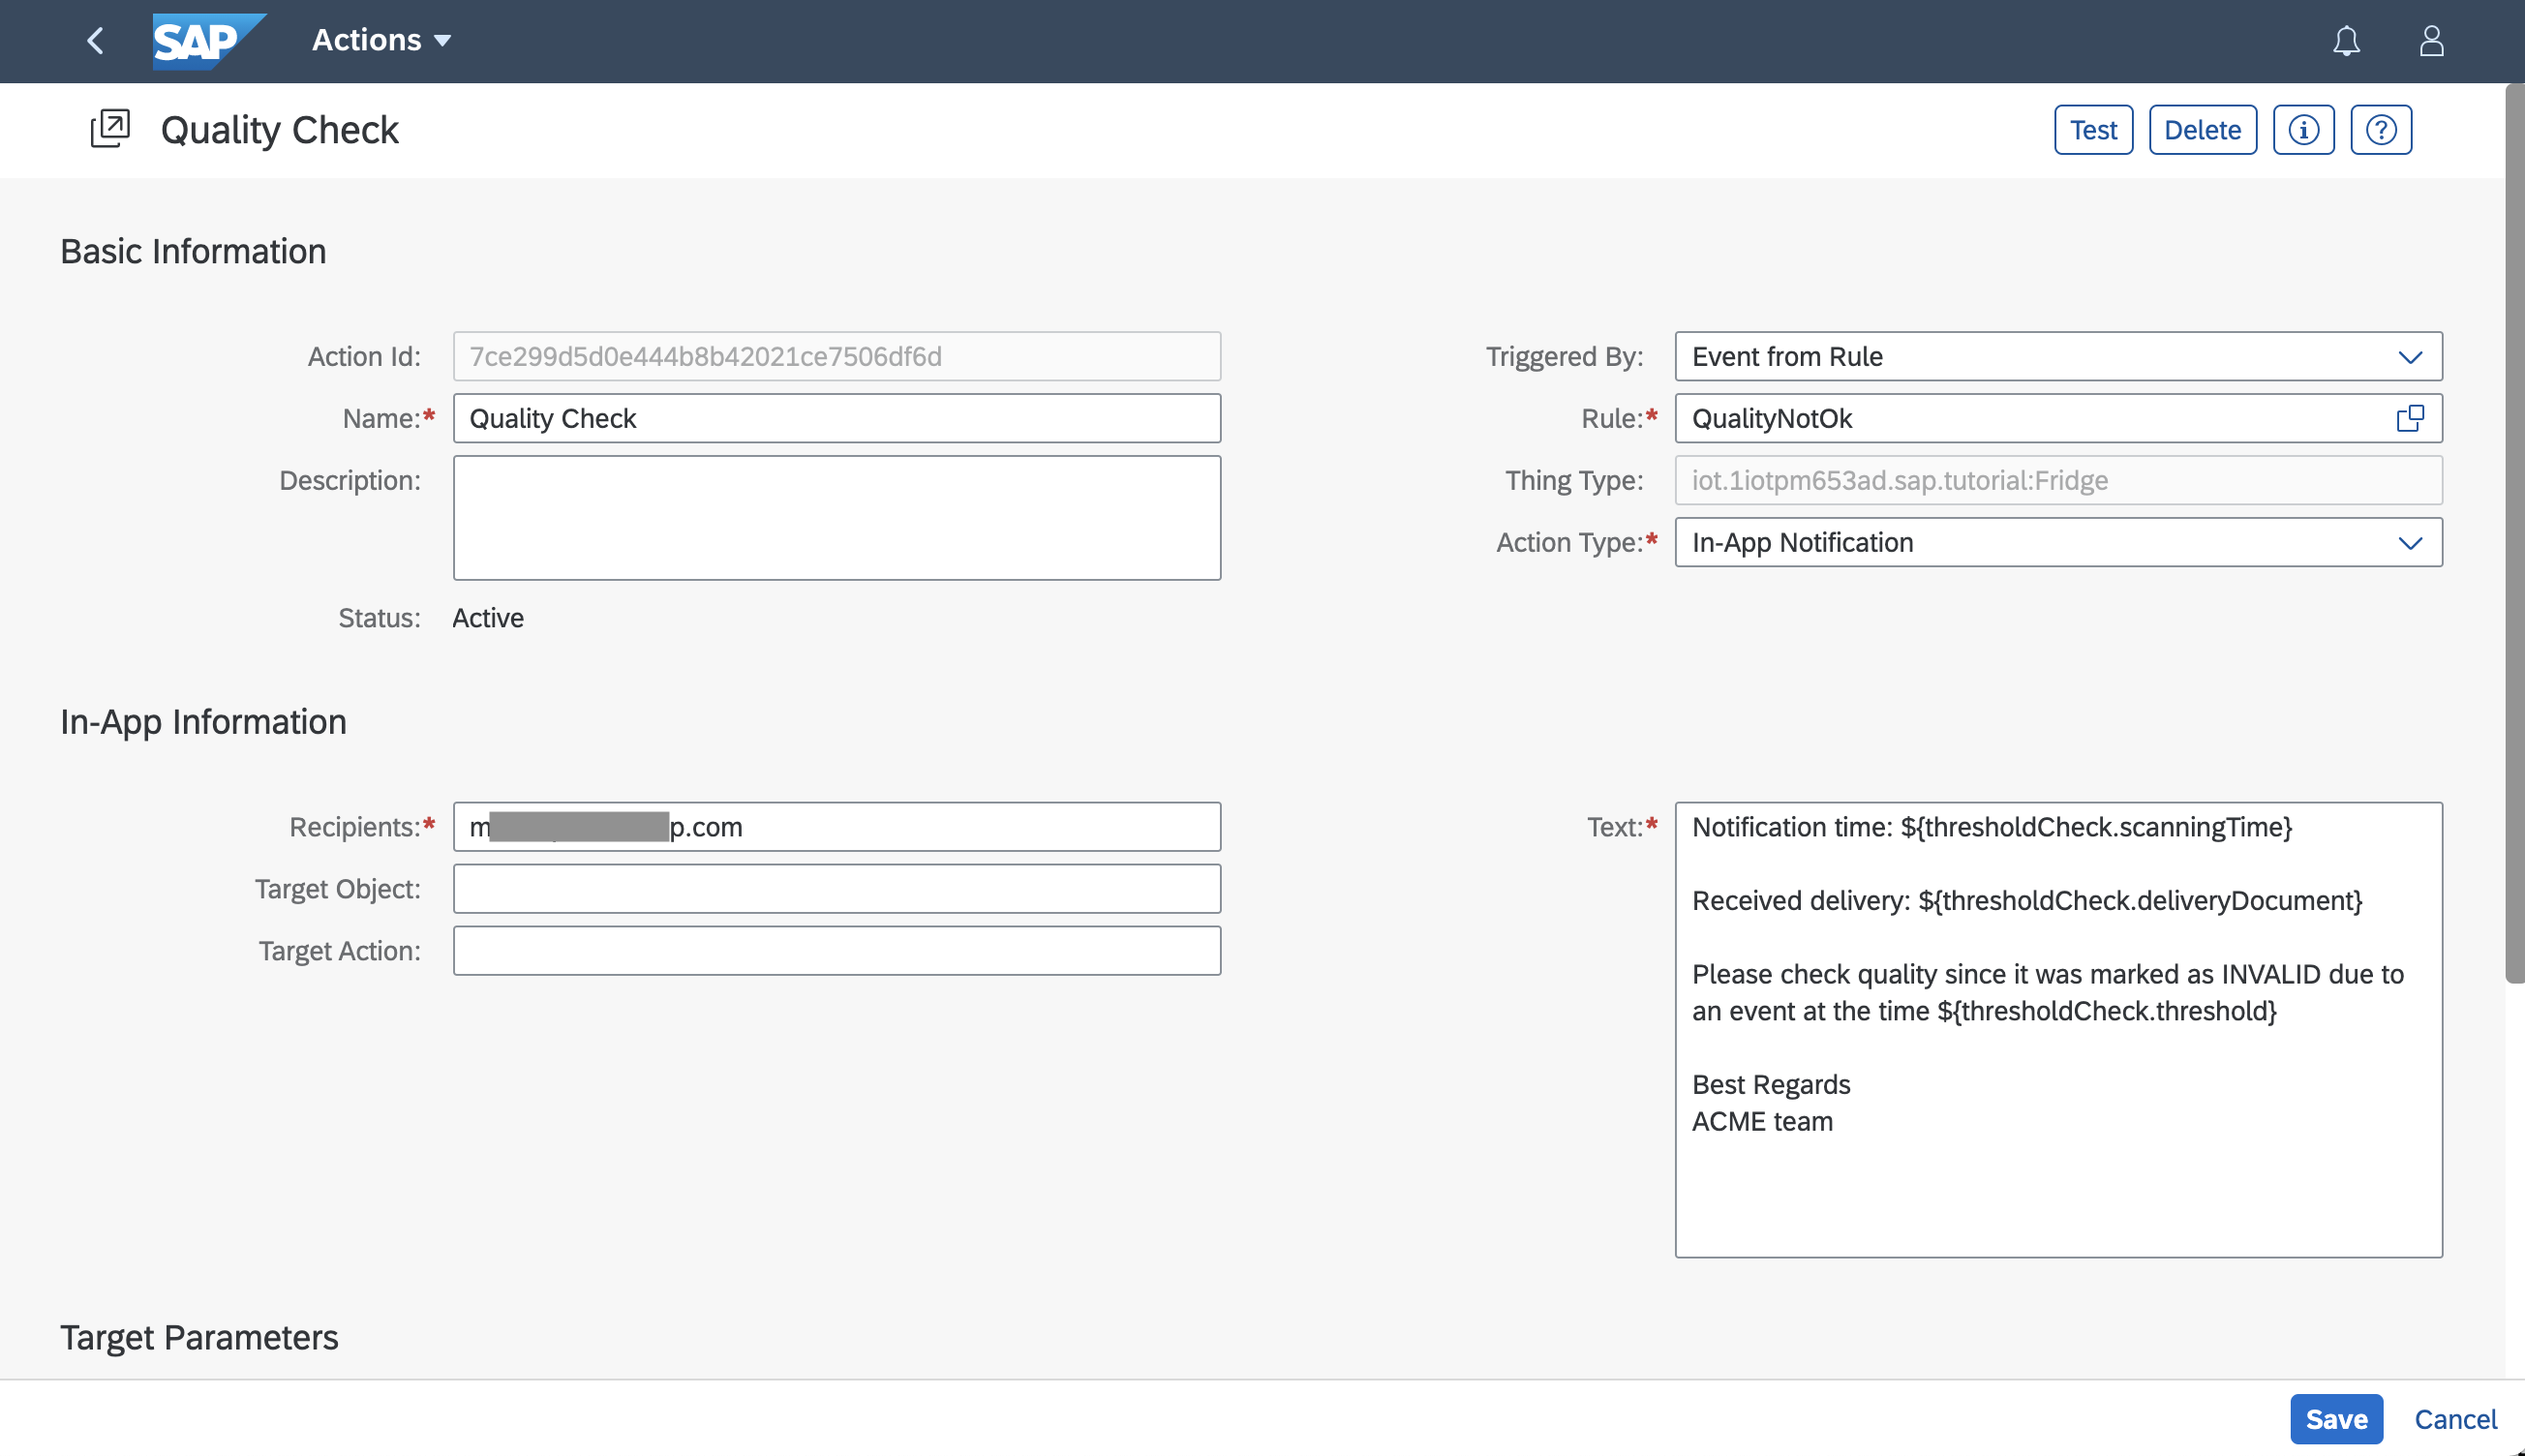 SAP Actions
Quality Check
Test Delete
Basic Information
Action Id: 7ce299d5d0e444b8b42021ce7506df6d
Triggered By: Event from Rule
Name:* Quality Check
Rule:* QualityNotOk
Description:
Thing Type: iot.1iotpm653ad.sap.tutorial:Fridge
Action Type:* In-App Notification
Status: Active
In-App Information
Recipients:* m p.com
Target Object:
Target Action:
Text:* Notification time: ${thresholdCheck.scanningTime}
Received delivery: ${thresholdCheck.deliveryDocument}
Please check quality since it was marked as INVALID due to
an event at the time ${thresholdCheck.threshold}
Best Regards
ACME team
Target Parameters
Save Cancel